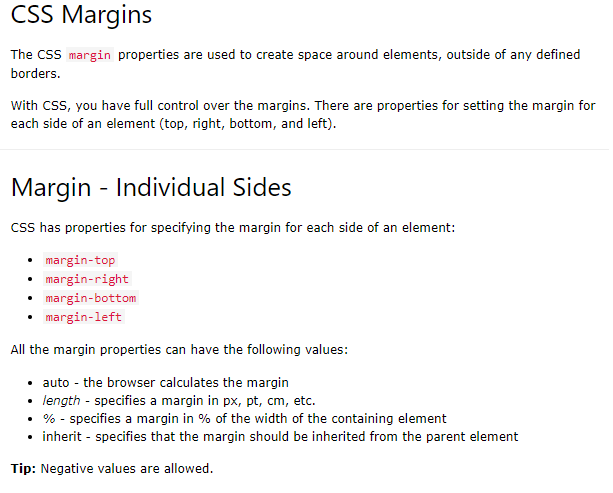 CSS Margins
The CSS margin properties are used to create space around elements, outside of any defined
borders.
With CSS, you have full control over the margins. There are properties for setting the margin for
each side of an element (top, right, bottom, and left).
Margin - Individual Sides
CSS has properties for specifying the margin for each side of an element:
• margin-top
• margin-right
• margin-bottom
• margin-left
All the margin properties can have the following values:
• auto - the browser calculates the margin
• length - specifies a margin in px, pt, cm, etc.
• % - specifies a margin in % of the width of the containing element
• inherit - specifies that the margin should be inherited from the parent element
Tip: Negative values are allowed.